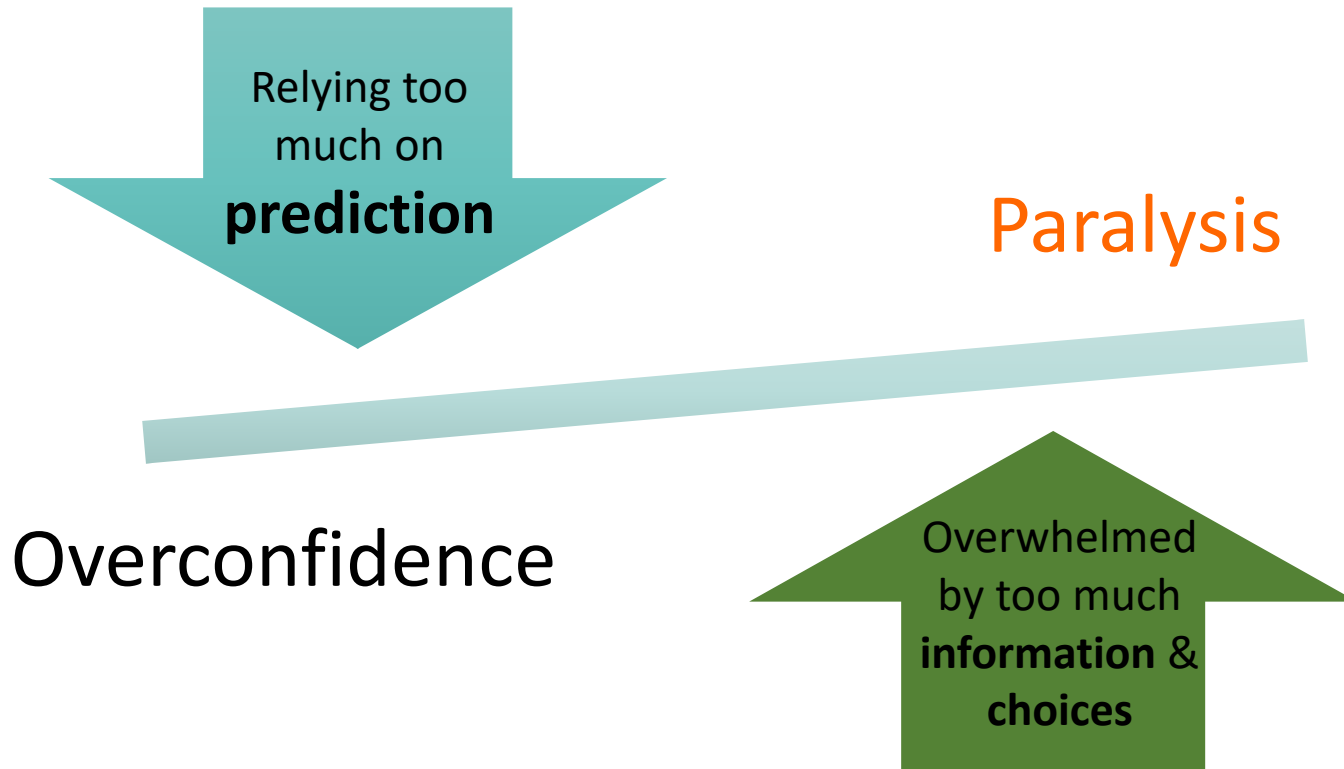 Relying too
much on
prediction
Paralysis
Overconfidence
Overwhelmed
by too much
information &
choices